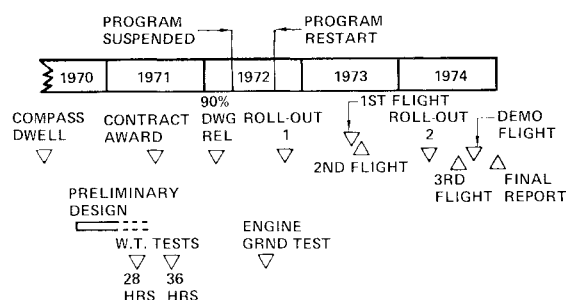 PROGRAM
SUSPENDED
PROGRAM
RESTART
1970 1971 1972 1973 1974
COMPASS
DWELL
CONTRACT
AWARD
90%
DWG
REL
ROLL-OUT
1
1ST FLIGHT
2ND FLIGHT
ROLL-OUT
2
DEMO
FLIGHT
3RD
FLIGHT
FINAL
REPORT
PRELIMINARY
DESIGN
W.T. TESTS
28
HRS
36
HRS
ENGINE
GRND TEST